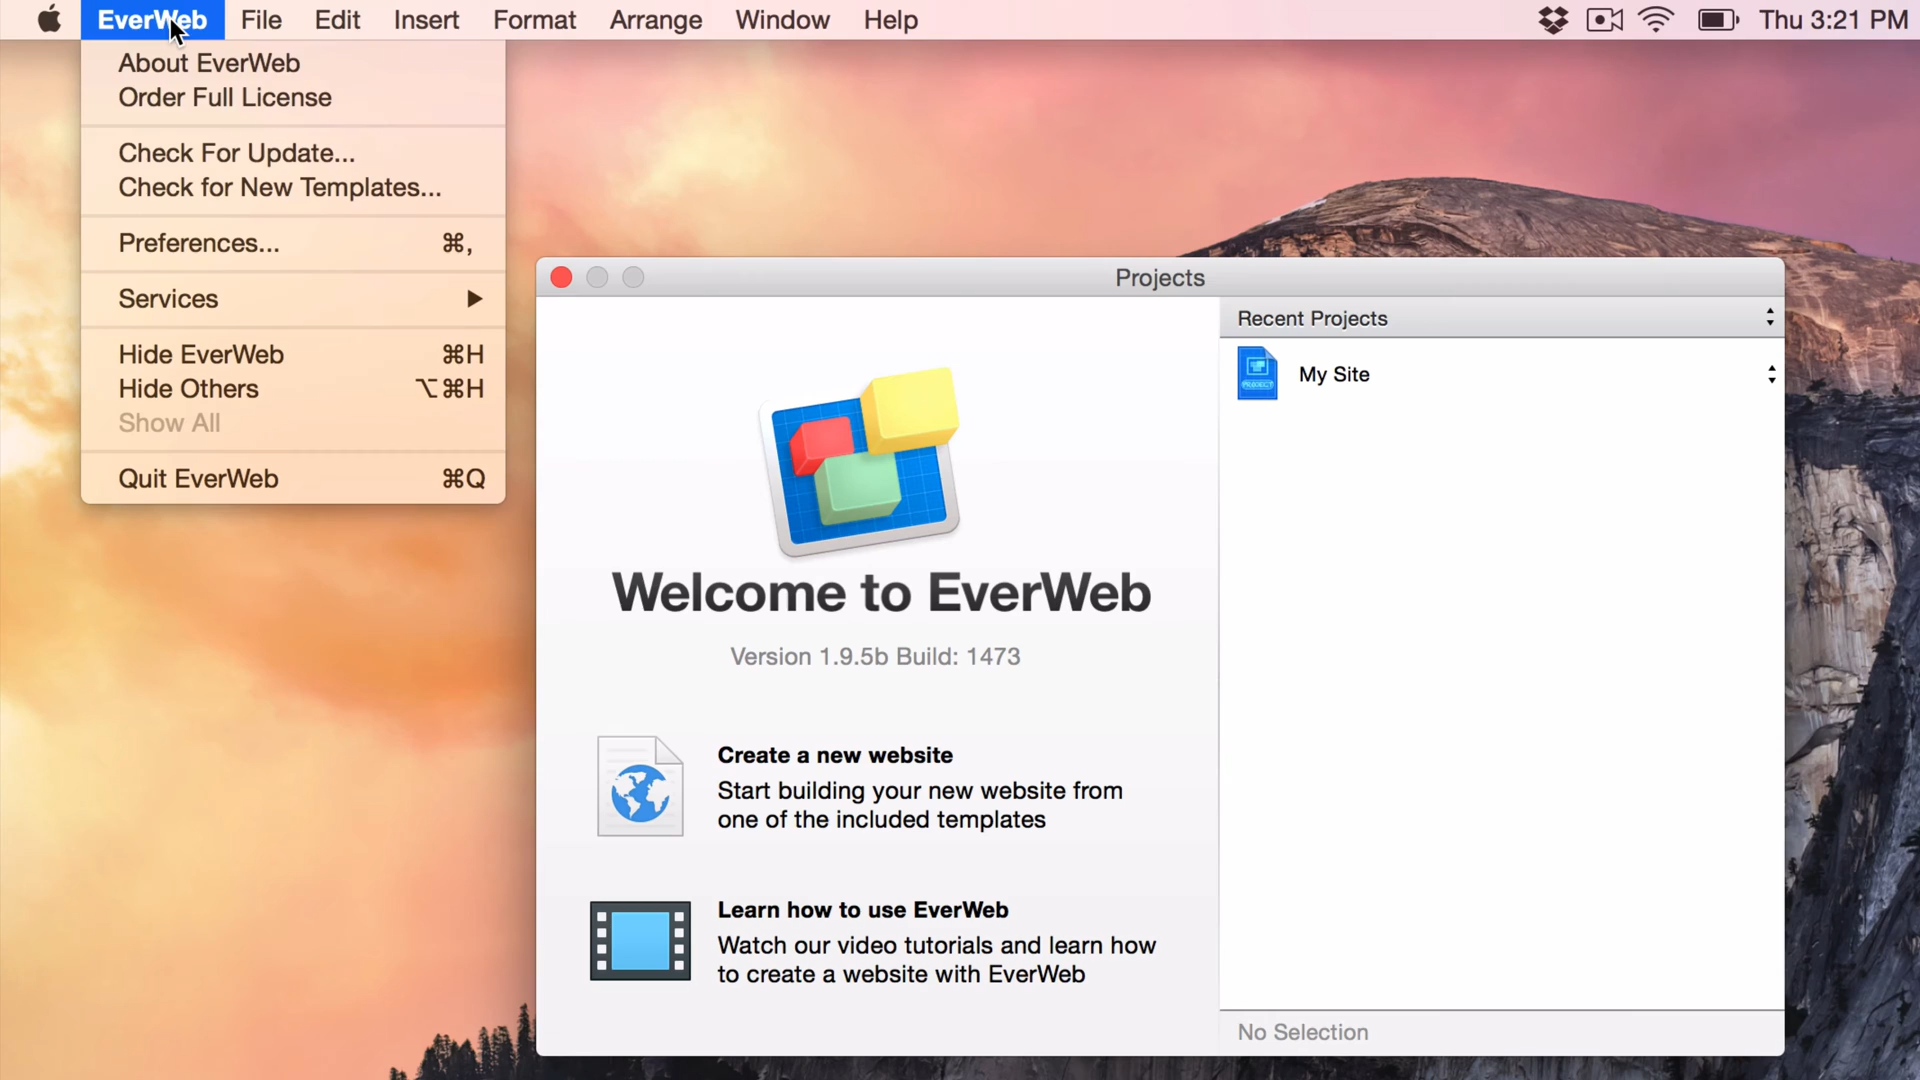 EverWeb File Edit Insert Format Arrange Window Help Thu 3:21 PM
About EverWeb
Order Full License
Check For Update...
Check for New Templates...
Preferences... ⌘,
Services ▶
Hide EverWeb ⌘H
Hide Others ⌥⌘H
Show All
Quit EverWeb ⌘Q
Projects
Welcome to EverWeb
Version 1.9.5b Build: 1473
Create a new website
Start building your new website from
one of the included templates
Learn how to use EverWeb
Watch our video tutorials and learn how
to create a website with EverWeb
Recent Projects
PROJECT
My Site
No Selection